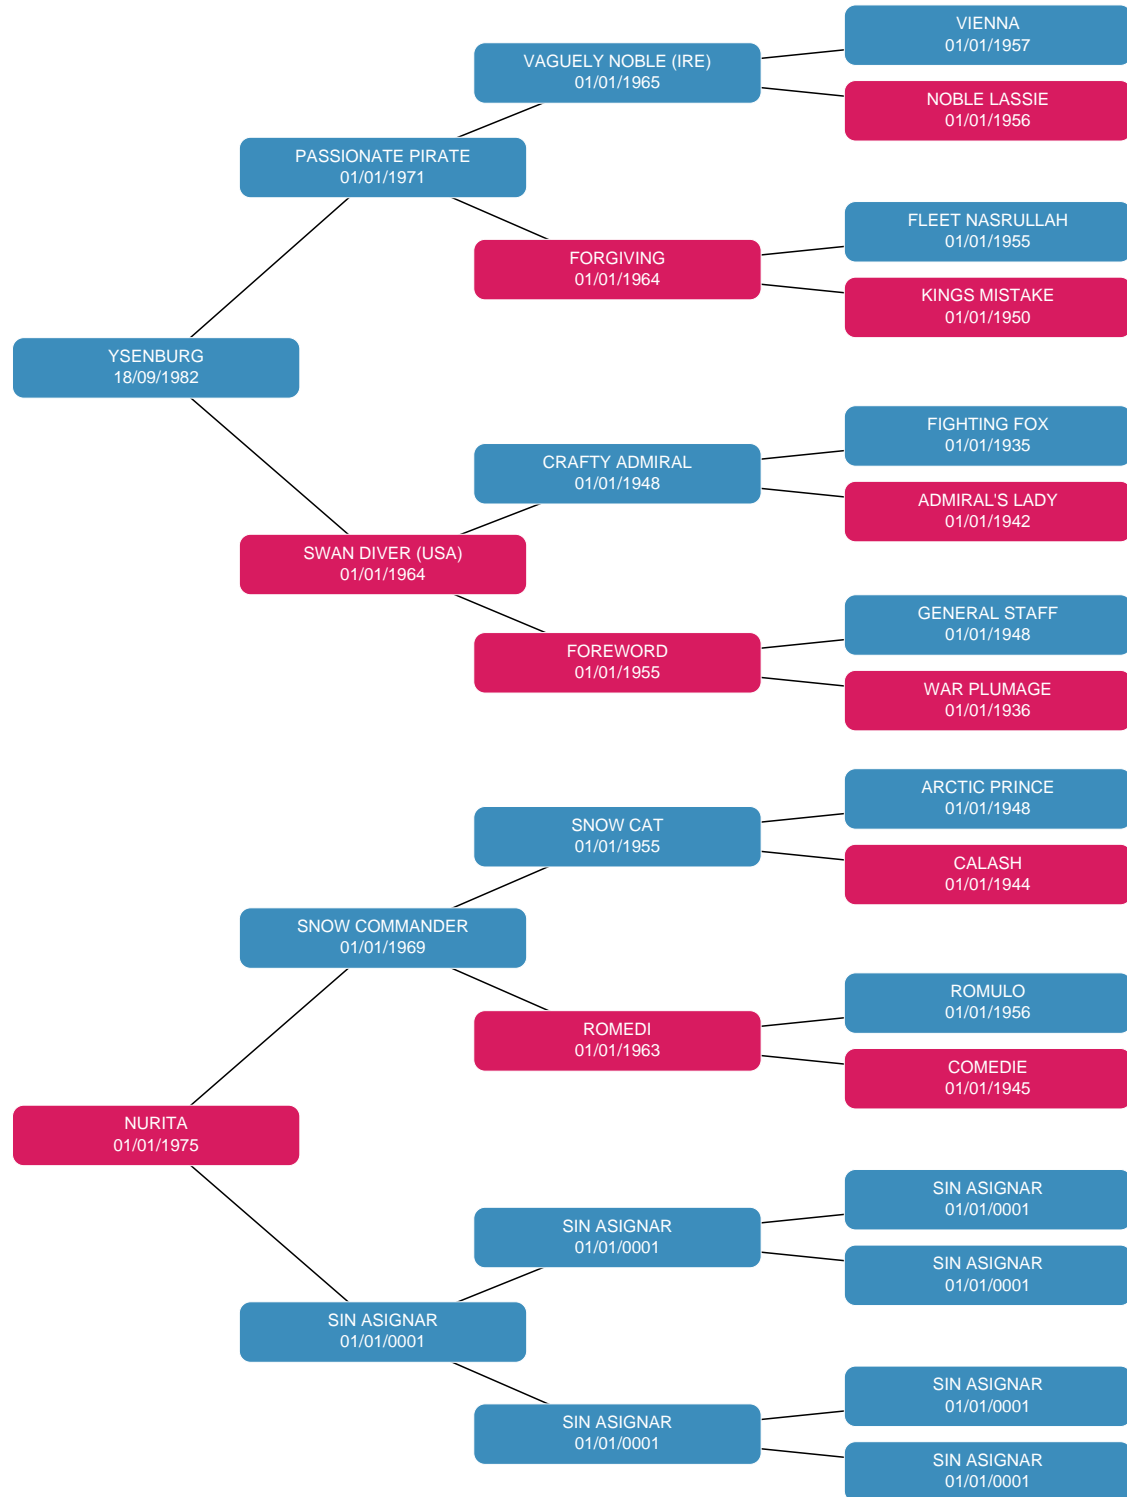 VIENNA
01/01/1957
VAGUELY NOBLE (IRE)
01/01/1965
NOBLE LASSIE
01/01/1956
PASSIONATE PIRATE
01/01/1971
FLEET NASRULLAH
01/01/1955
FORGIVING
01/01/1964
KINGS MISTAKE
01/01/1950
YSENBURG
18/09/1982
FIGHTING FOX
01/01/1935
CRAFTY ADMIRAL
01/01/1948
ADMIRAL'S LADY
01/01/1942
SWAN DIVER (USA)
01/01/1964
GENERAL STAFF
01/01/1948
FOREWORD
01/01/1955
WAR PLUMAGE
01/01/1936
ARCTIC PRINCE
01/01/1948
SNOW CAT
01/01/1955
CALASH
01/01/1944
SNOW COMMANDER
01/01/1969
ROMULO
01/01/1956
ROMEDI
01/01/1963
COMEDIE
01/01/1945
NURITA
01/01/1975
SIN ASIGNAR
01/01/0001
SIN ASIGNAR
01/01/0001
SIN ASIGNAR
01/01/0001
SIN ASIGNAR
01/01/0001
SIN ASIGNAR
01/01/0001
SIN ASIGNAR
01/01/0001
SIN ASIGNAR
01/01/0001